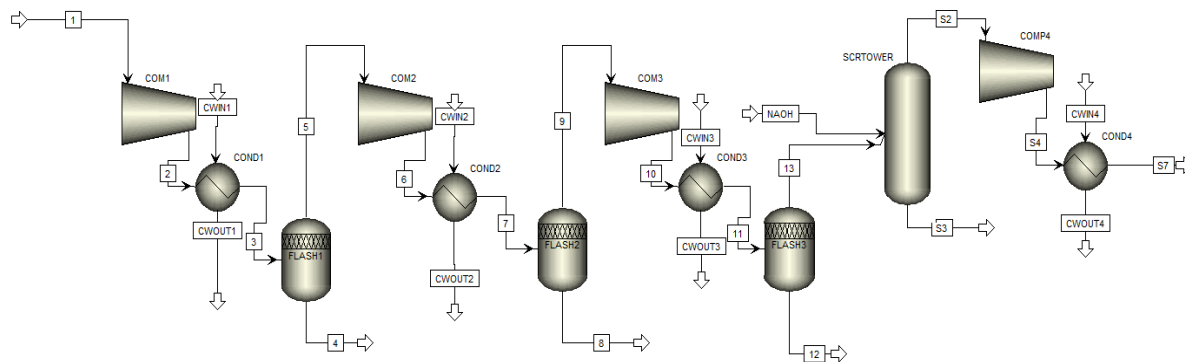 1
COM1
CWIN1
2
COND1
CWOUT1
3
FLASH1
4
5
COM2
CWIN2
6
COND2
7
CWOUT2
FLASH2
8
9
COM3
CWIN3
10
COND3
11
CWOUT3
FLASH3
12
13
NAOH
SCRTOWER
S2
S3
COMP4
CWIN4
S4
COND4
S7
CWOUT4